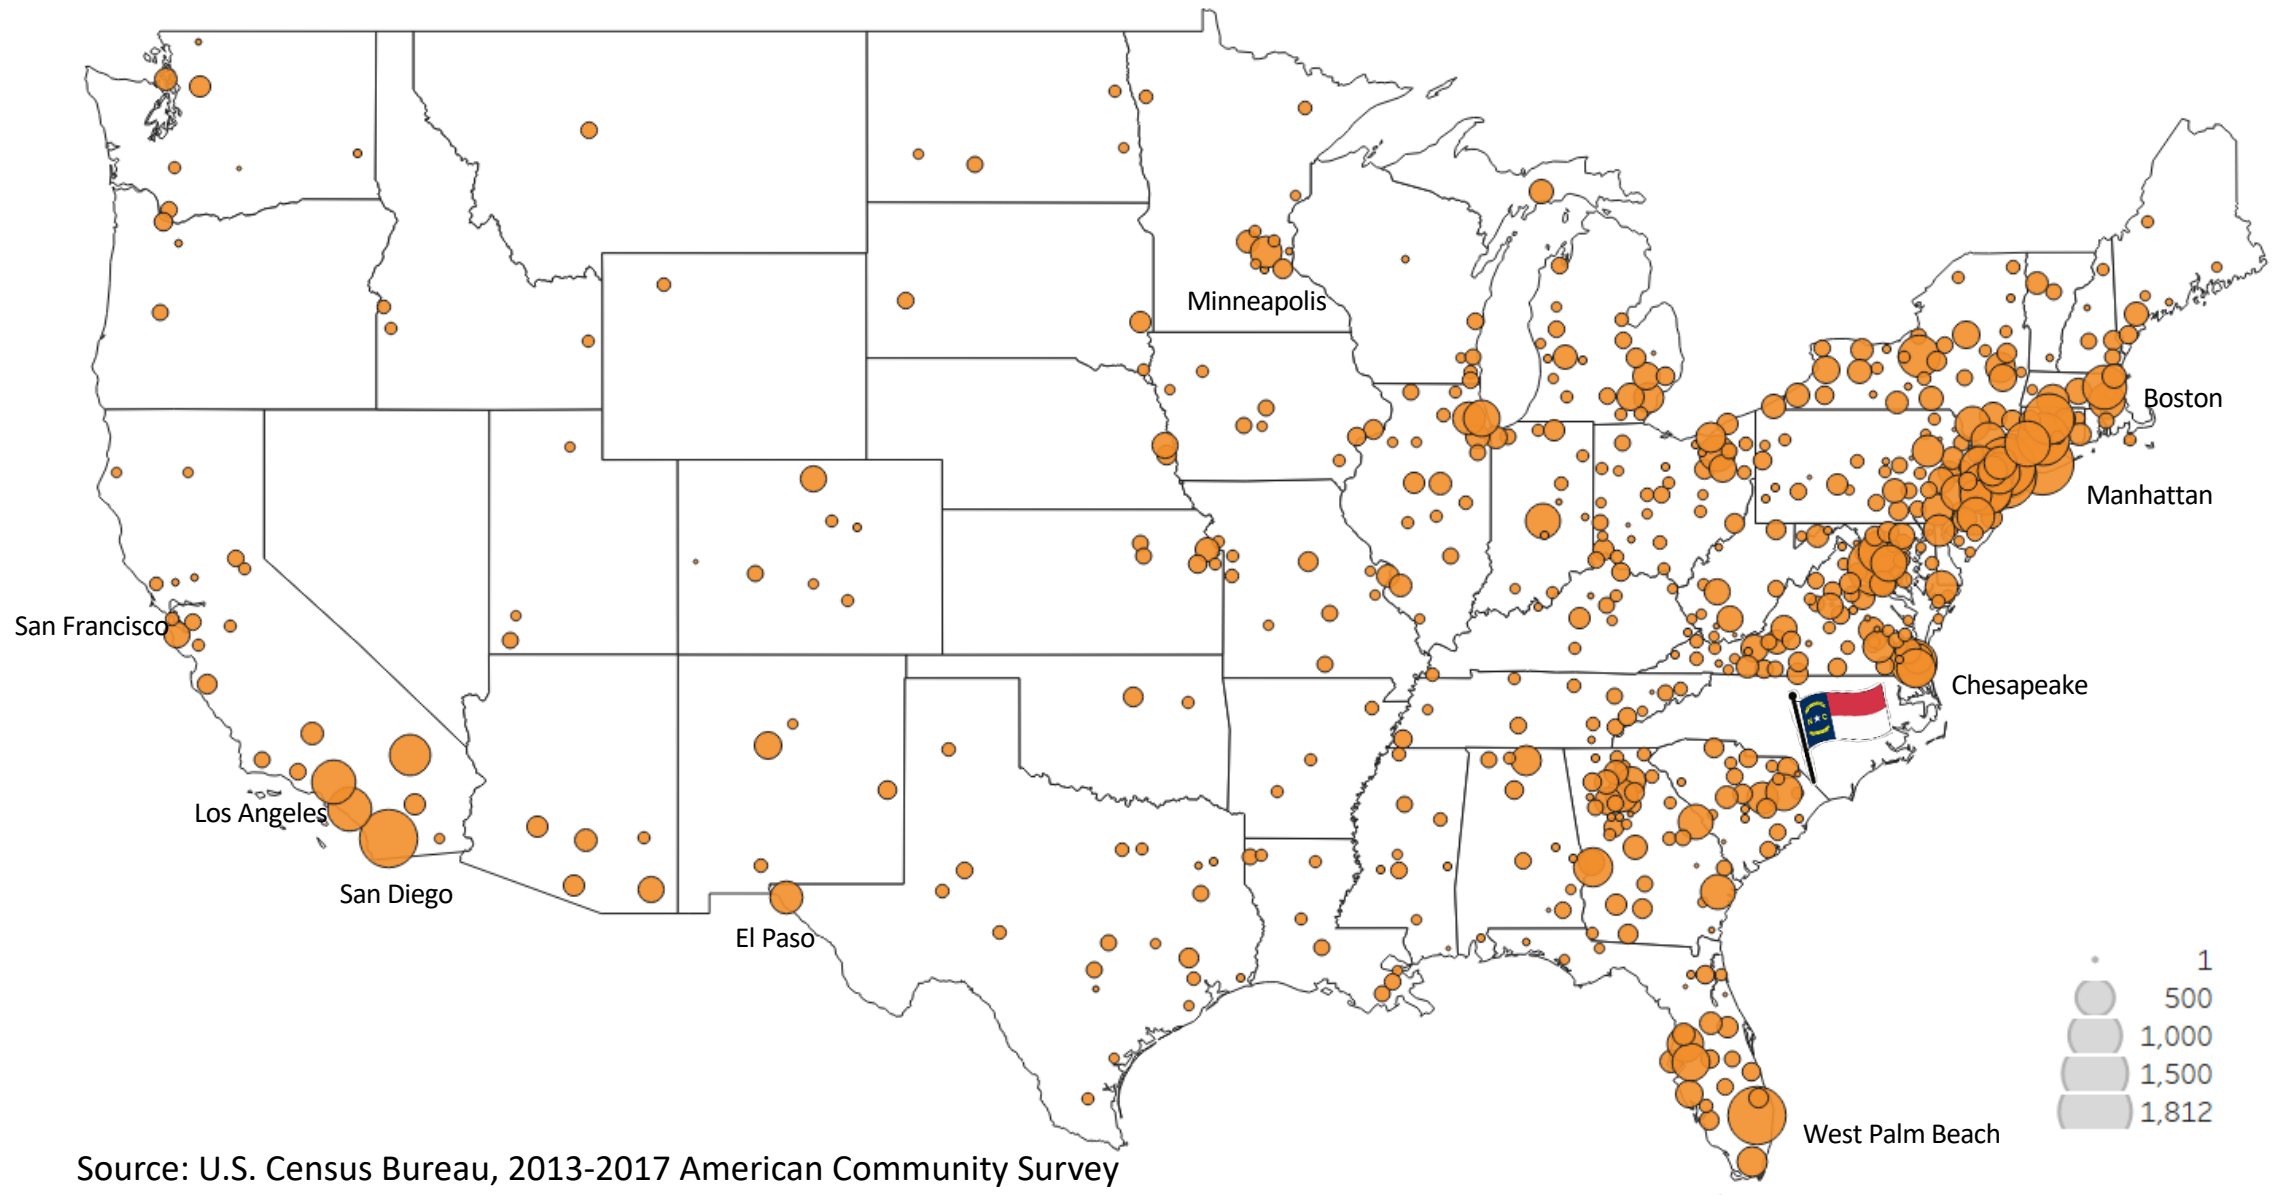 Minneapolis
Boston
Manhattan
San Francisco
Chesapeake
N★C
Los Angeles
San Diego
El Paso
1
500
1,000
1,500
1,812
West Palm Beach
Source: U.S. Census Bureau, 2013-2017 American Community Survey